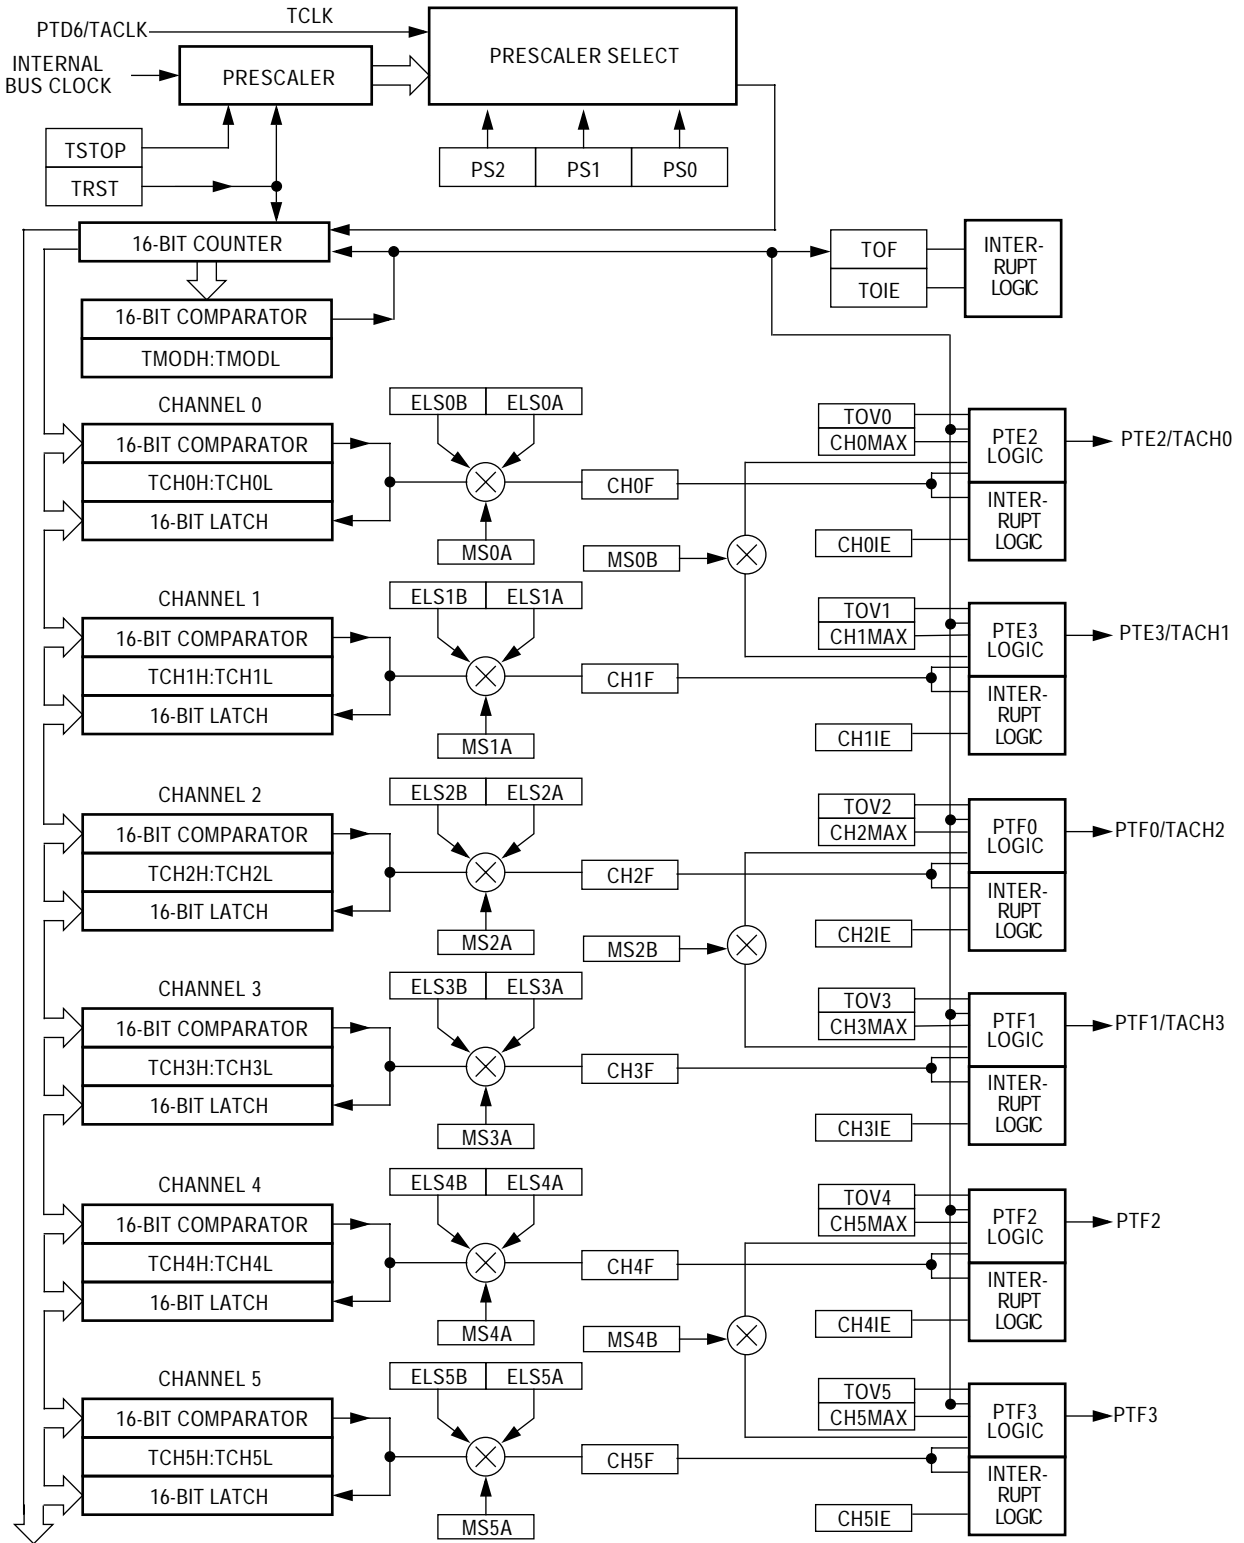 TCLK
PTD6/TACLK
PRESCALER SELECT
INTERNAL
BUS CLOCK
PRESCALER
TSTOP
TRST
PS2
PS1
PS0
16-BIT COUNTER
TOF
TOIE
INTER-
RUPT
LOGIC
16-BIT COMPARATOR
TMODH:TMODL
CHANNEL 0
16-BIT COMPARATOR
TCH0H:TCH0L
16-BIT LATCH
ELS0B
ELS0A
MS0A
CH0F
MS0B
TOV0
CH0MAX
CH0IE
PTE2
LOGIC
INTER-
RUPT
LOGIC
PTE2/TACH0
CHANNEL 1
16-BIT COMPARATOR
TCH1H:TCH1L
16-BIT LATCH
ELS1B
ELS1A
MS1A
CH1F
TOV1
CH1MAX
CH1IE
PTE3
LOGIC
INTER-
RUPT
LOGIC
PTE3/TACH1
CHANNEL 2
16-BIT COMPARATOR
TCH2H:TCH2L
16-BIT LATCH
ELS2B
ELS2A
MS2A
CH2F
MS2B
TOV2
CH2MAX
CH2IE
PTF0
LOGIC
INTER-
RUPT
LOGIC
PTF0/TACH2
CHANNEL 3
16-BIT COMPARATOR
TCH3H:TCH3L
16-BIT LATCH
ELS3B
ELS3A
MS3A
CH3F
TOV3
CH3MAX
CH3IE
PTF1
LOGIC
INTER-
RUPT
LOGIC
PTF1/TACH3
CHANNEL 4
16-BIT COMPARATOR
TCH4H:TCH4L
16-BIT LATCH
ELS4B
ELS4A
MS4A
CH4F
MS4B
TOV4
CH5MAX
CH4IE
PTF2
LOGIC
INTER-
RUPT
LOGIC
PTF2
CHANNEL 5
16-BIT COMPARATOR
TCH5H:TCH5L
16-BIT LATCH
ELS5B
ELS5A
MS5A
CH5F
TOV5
CH5MAX
CH5IE
PTF3
LOGIC
INTER-
RUPT
LOGIC
PTF3